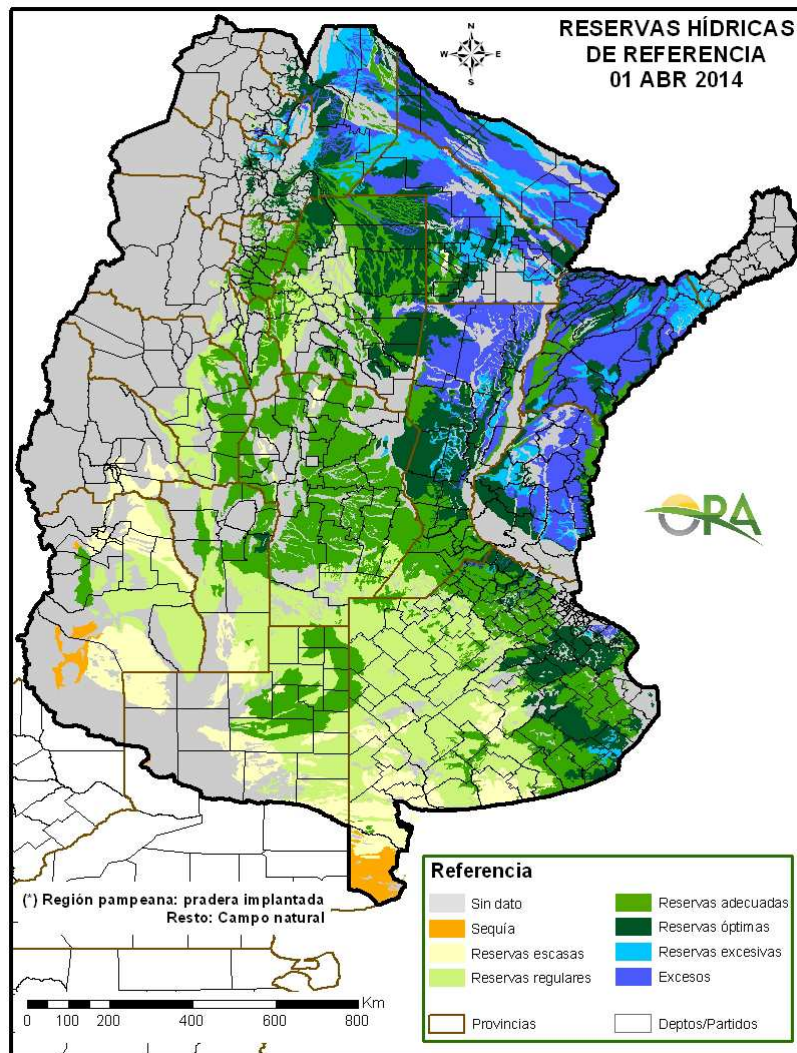 RESERVAS HÍDRICAS
DE REFERENCIA
01 ABR 2014
N
W E
S
OPA
(*) Región pampeana: pradera implantada
Resto: Campo natural
Km
0 100 200 400 600 800
Referencia
Sin dato
Sequía
Reservas escasas
Reservas regulares
Reservas adecuadas
Reservas óptimas
Reservas excesivas
Excesos
Provincias
Deptos/Partidos